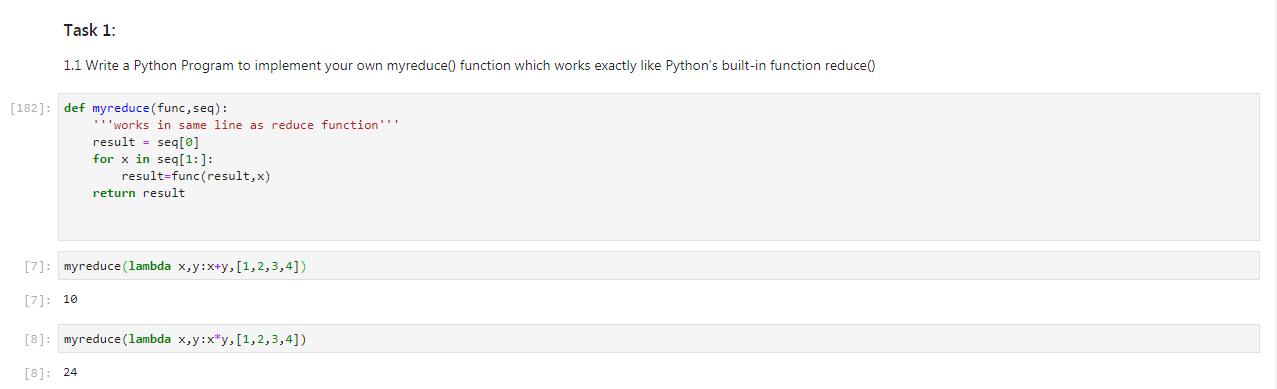 Task 1:
1.1 Write a Python Program to implement your own myreduce() function which works exactly like Python's built-in function reduce()
[182]: def myreduce(func,seq):
    '''works in same line as reduce function'''
    result = seq[0]
    for x in seq[1:]:
        result=func(result,x)
    return result
[7]: myreduce(lambda x,y:x+y,[1,2,3,4])
[7]: 10
[8]: myreduce(lambda x,y:x*y,[1,2,3,4])
[8]: 24